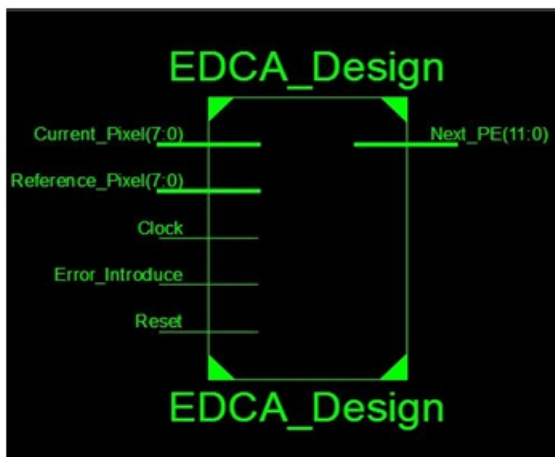 EDCA_Design
Current_Pixel(7:0)
Next_PE(11:0)
Reference_Pixel(7:0)
Clock
Error_Introduce
Reset
EDCA_Design